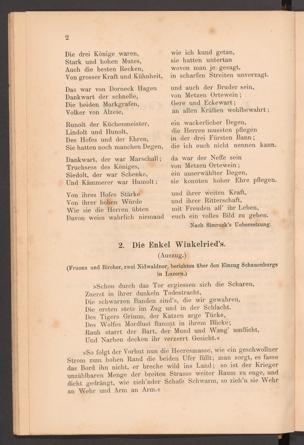 2
Die drei Könige waren, wie ich kund getan,
Stark und hohen Mutes, sie hatten untertan
Auch die besten Recken, wovon man je gesagt,
Von grosser Kraft und Kühnheit, in scharfen Streiten unverzagt.
Das war von Troneck Hagen und auch der Bruder sein,
Dankwart der schnelle, von Metzen Ortewein;
Die beiden Markgrafen, Gere und Eckewart;
Volker von Alzeie, an allen Kräften wohlbewahrt;
Rumolt der Küchenmeister, ein wackerlicher Degen,
Sindolt und Hunolt, die Herren mussten pflegen
Des Hofes und der Ehren, in der drei Fürsten Bann;
Sie hatten noch manchen Degen, die ich euch nicht nennen kann.
Dankwart, der war Marschall; da war der Neffe sein
Truchsess des Königes, von Metzen Ortewein;
Sindolt, der war Schenke, ein auserwählter Degen,
Und Kämmerer war Hunolt; sie konnten hoher Ehre pflegen.
Von ihres Hofes Stärke und ihrer weiten Kraft,
Von ihrer hohen Würde und ihrer Ritterschaft,
Wie sie die Herren übten mit Freuden all' ihr Leben,
Davon weiss wahrlich niemand euch ein volles Bild zu geben.
Nach Simrock's Uebersetzung.
2. Die Enkel Winkelried's.
(Auszug.)
(Franz und Bircher, zwei Nidwaldner, berichten über den Einzug Schauenburgs
in Luzern.)
»Schon durch das Tor ergiessen sich die Scharen,
Zuerst in ihrer dunkeln Todestracht,
Die schwarzen Banden sind's, die wir gewahren,
Die ersten stets im Zug und in der Schlacht.
Des Tigers Grimm, der Katzen arge Tücke,
Des Wolfes Mordlust flammt in ihrem Blicke;
Rauh starrt der Bart, der Mund und Wang' umflicht,
Und Narben decken ihr verzerrt Gesicht.«
»So folgt der Vorhut nun die Heeresmasse, wie ein geschwollner
Strom zum hohen Rand die beiden Ufer füllt; man sorgt, es fasse
das Bord ihn nicht, er breche wild ins Land; so ist der Krieger
unzählbaren Menge der breiten Strasse weiter Raum zu enge, und
dicht gedrängt, wie zieh'nder Schafe Schwarm, so zieh'n sie Wehr
an Wehr und Arm an Arm.«